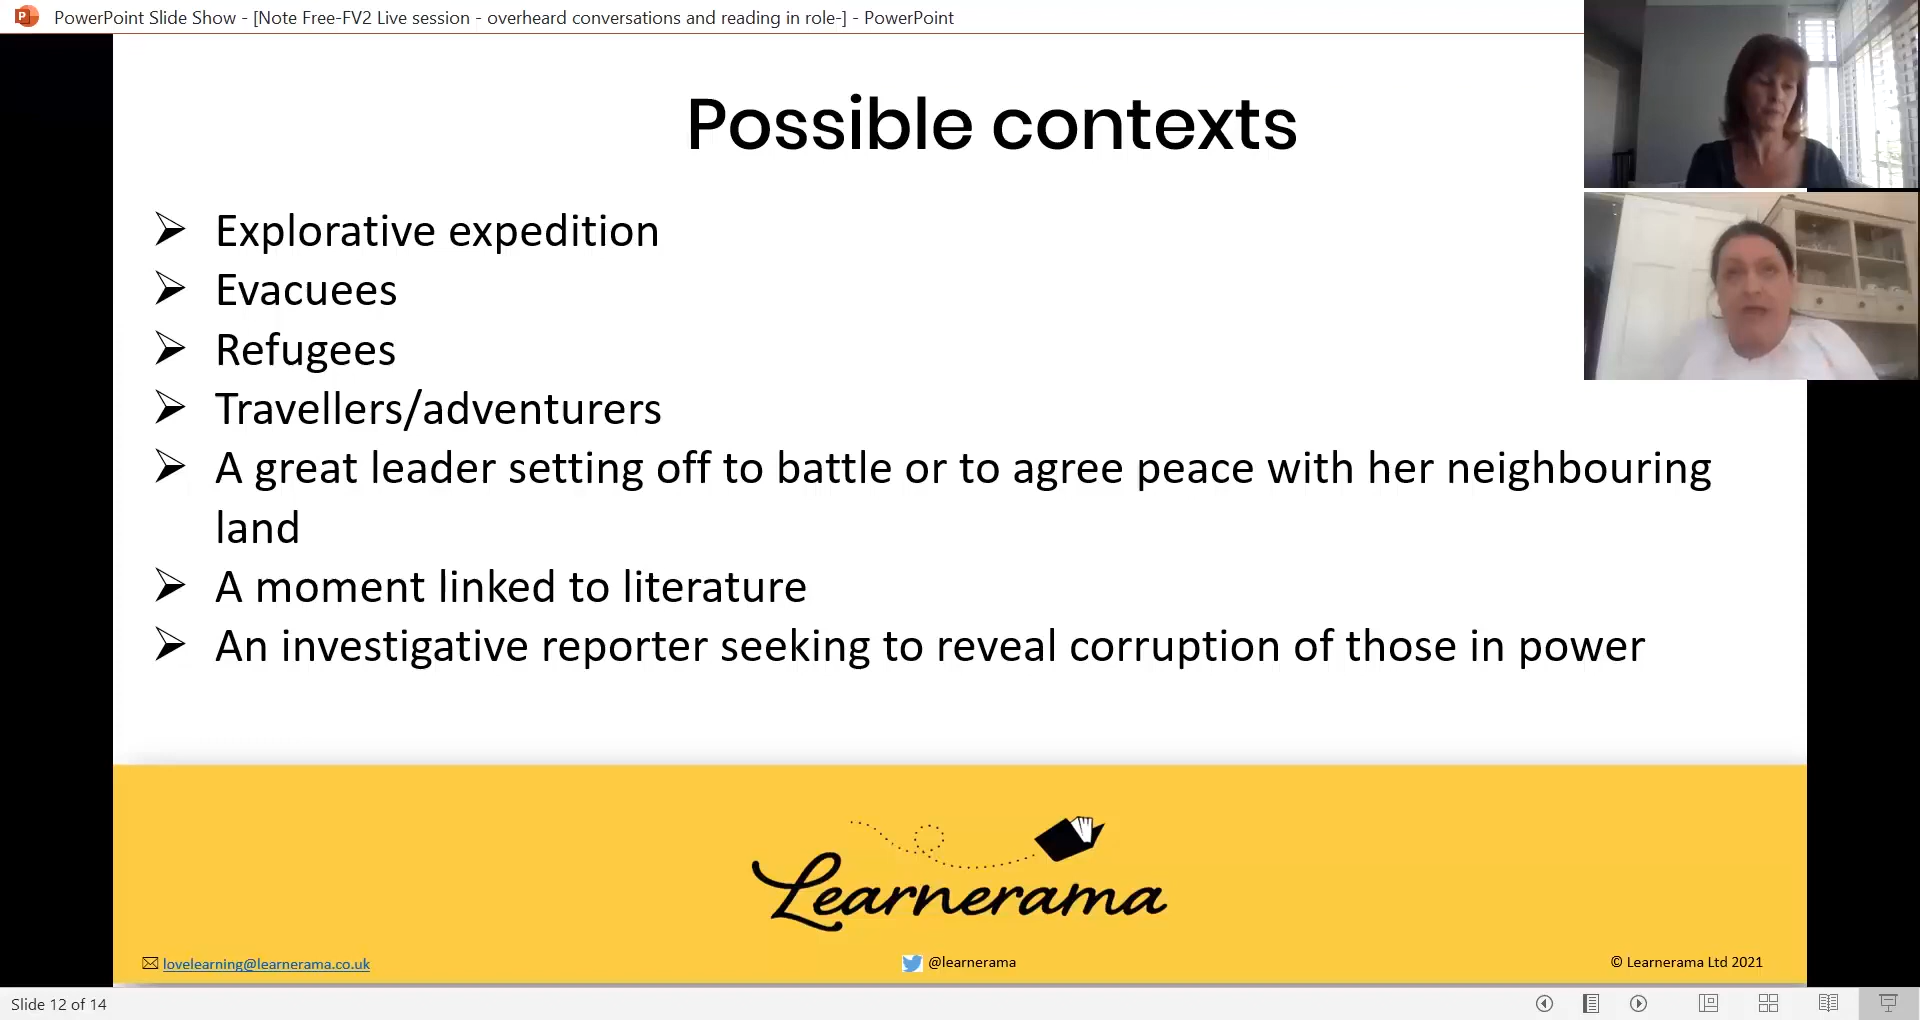 PowerPoint Slide Show - [Note Free-FV2 Live session - overheard conversations and reading in role-] - PowerPoint
Possible contexts
➢ Explorative expedition
➢ Evacuees
➢ Refugees
➢ Travellers/adventurers
➢ A great leader setting off to battle or to agree peace with her neighbouring
land
➢ A moment linked to literature
➢ An investigative reporter seeking to reveal corruption of those in power
Learnerama
lovelearning@learnerama.co.uk
@learnerama
© Learnerama Ltd 2021
Slide 12 of 14